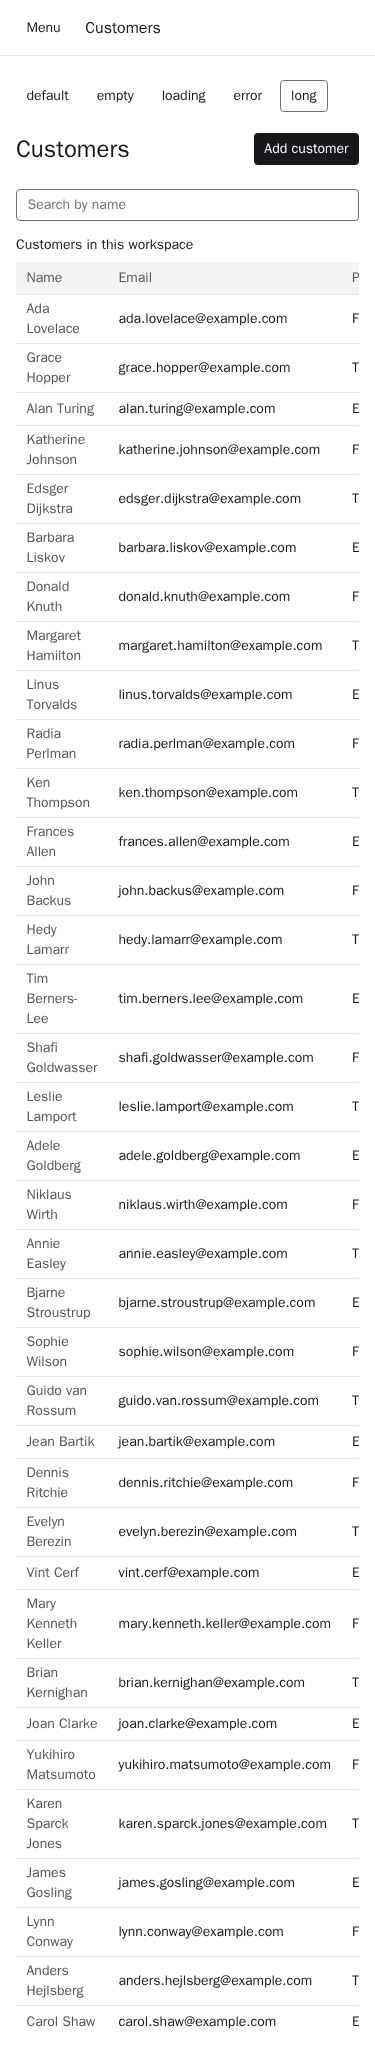 Menu Customers
default empty loading error long
Customers Add customer
Search by name
Customers in this workspace
Name Email P
Ada
Lovelace ada.lovelace@example.com F
Grace
Hopper grace.hopper@example.com T
Alan Turing alan.turing@example.com E
Katherine
Johnson katherine.johnson@example.com F
Edsger
Dijkstra edsger.dijkstra@example.com T
Barbara
Liskov barbara.liskov@example.com E
Donald
Knuth donald.knuth@example.com F
Margaret
Hamilton margaret.hamilton@example.com T
Linus
Torvalds linus.torvalds@example.com E
Radia
Perlman radia.perlman@example.com F
Ken
Thompson ken.thompson@example.com T
Frances
Allen frances.allen@example.com E
John
Backus john.backus@example.com F
Hedy
Lamarr hedy.lamarr@example.com T
Tim
Berners-
Lee tim.berners.lee@example.com E
Shafi
Goldwasser shafi.goldwasser@example.com F
Leslie
Lamport leslie.lamport@example.com T
Adele
Goldberg adele.goldberg@example.com E
Niklaus
Wirth niklaus.wirth@example.com F
Annie
Easley annie.easley@example.com T
Bjarne
Stroustrup bjarne.stroustrup@example.com E
Sophie
Wilson sophie.wilson@example.com F
Guido van
Rossum guido.van.rossum@example.com T
Jean Bartik jean.bartik@example.com E
Dennis
Ritchie dennis.ritchie@example.com F
Evelyn
Berezin evelyn.berezin@example.com T
Vint Cerf vint.cerf@example.com E
Mary
Kenneth
Keller mary.kenneth.keller@example.com F
Brian
Kernighan brian.kernighan@example.com T
Joan Clarke joan.clarke@example.com E
Yukihiro
Matsumoto yukihiro.matsumoto@example.com F
Karen
Sparck
Jones karen.sparck.jones@example.com T
James
Gosling james.gosling@example.com E
Lynn
Conway lynn.conway@example.com F
Anders
Hejlsberg anders.hejlsberg@example.com T
Carol Shaw carol.shaw@example.com E